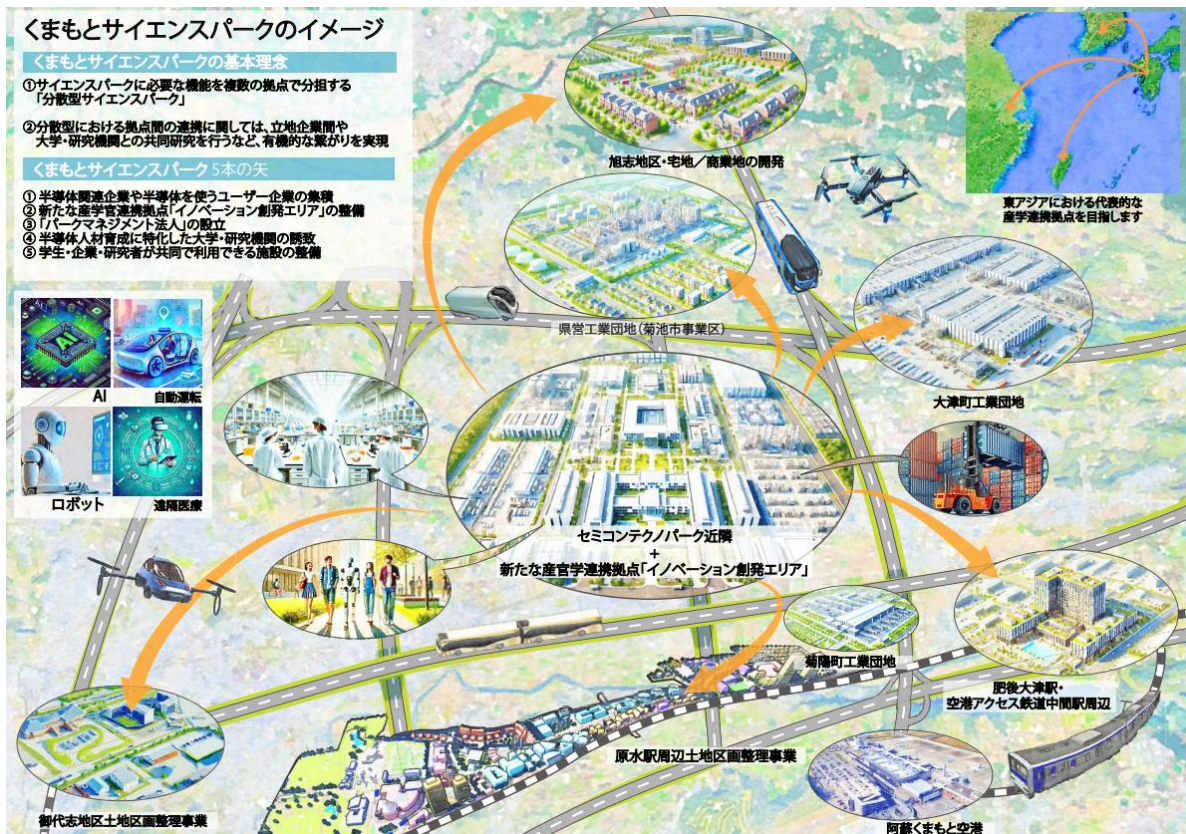 くまもとサイエンスパークのイメージ
くまもとサイエンスパークの基本理念
①サイエンスパークに必要な機能を複数の拠点で分担する
「分散型サイエンスパーク」
②分散型における拠点間の連携に関しては、立地企業間や
大学・研究機関との共同研究を行うなど、有機的な繋がりを実現
くまもとサイエンスパーク 5本の矢
① 半導体関連企業や半導体を使うユーザー企業の集積
② 新たな産学官連携拠点「イノベーション創発エリア」の整備
③ 「パークマネジメント法人」の設立
④ 半導体人材育成に特化した大学・研究機関の誘致
⑤ 学生・企業・研究者が共同で利用できる施設の整備
旭志地区・宅地／商業地の開発
東アジアにおける代表的な
産学連携拠点を目指します
県営工業団地（菊池市事業区）
大津町工業団地
AI
AI
自動運転
ロボット
遠隔医療
セミコンテクノパーク近隣
+
新たな産官学連携拠点「イノベーション創発エリア」
菊陽町工業団地
肥後大津駅・
空港アクセス鉄道中間駅周辺
原水駅周辺土地区画整理事業
御代志地区土地区画整理事業
阿蘇くまもと空港